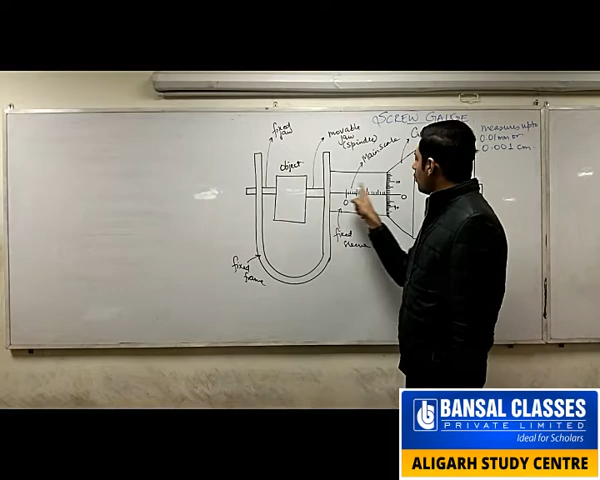 SCREW GAUGE
measures upto
0.01mm or
0.001 cm.
fixed
jaw
movable
jaw
(spindle)
object
Main scale
0
0
fixed
sleeve
fixed
frame
BANSAL CLASSES
PRIVATE LIMITED
Ideal for Scholars
ALIGARH STUDY CENTRE